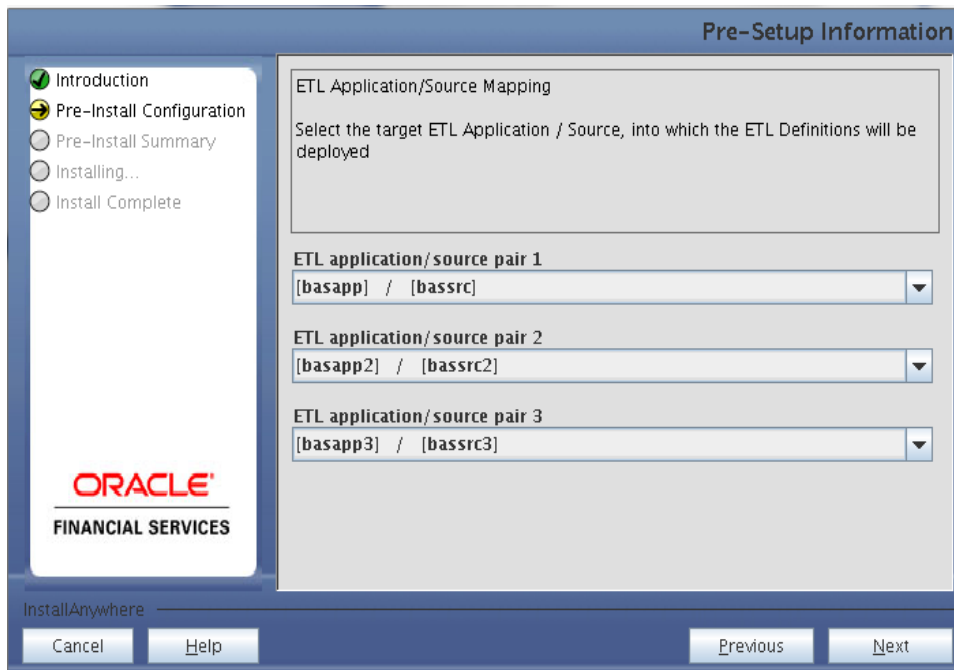 Pre-Setup Information
Introduction
Pre-Install Configuration
Pre-Install Summary
Installing...
Install Complete
ORACLE®
FINANCIAL SERVICES
ETL Application/Source Mapping
Select the target ETL Application / Source, into which the ETL Definitions will be
deployed
ETL application/source pair 1
[basapp] / [bassrc]
ETL application/source pair 2
[basapp2] / [bassrc2]
ETL application/source pair 3
[basapp3] / [bassrc3]
InstallAnywhere
Cancel
Help
Previous
Next